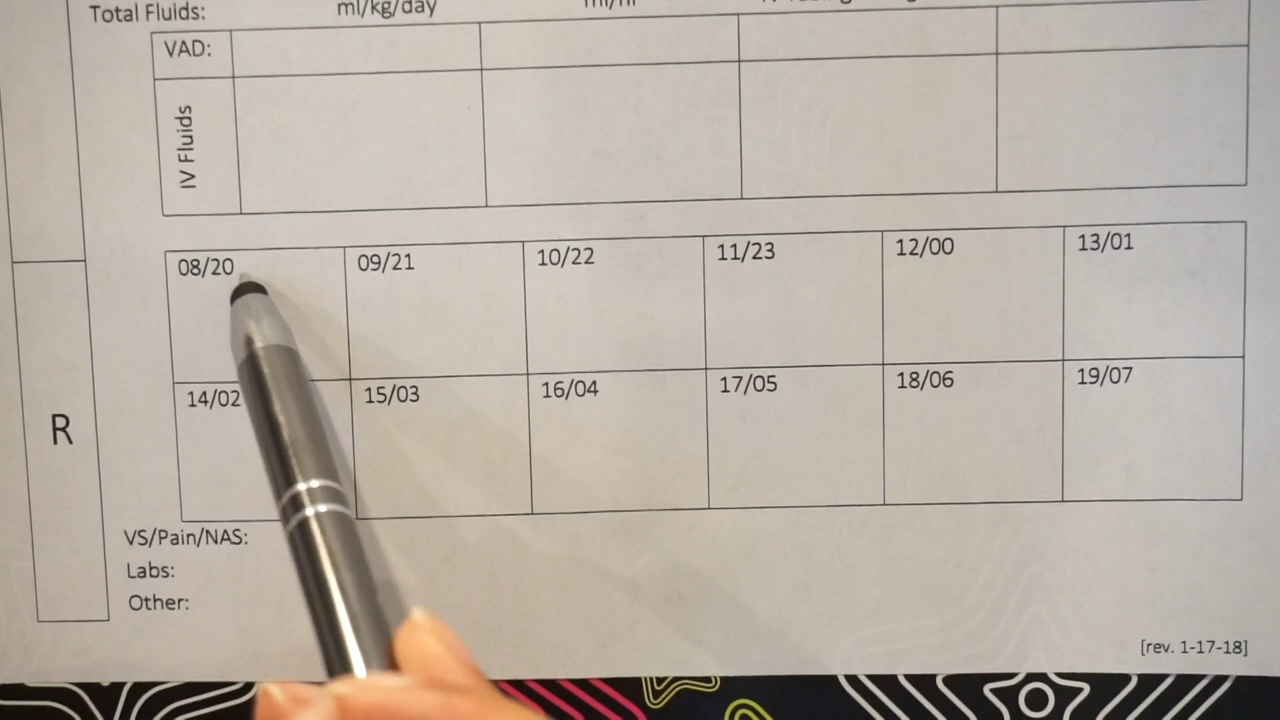 Total Fluids: ml/kg/day
VAD:
IV Fluids
08/20 09/21 10/22 11/23 12/00 13/01
14/02 15/03 16/04 17/05 18/06 19/07
R
VS/Pain/NAS:
Labs:
Other:
[rev. 1-17-18]